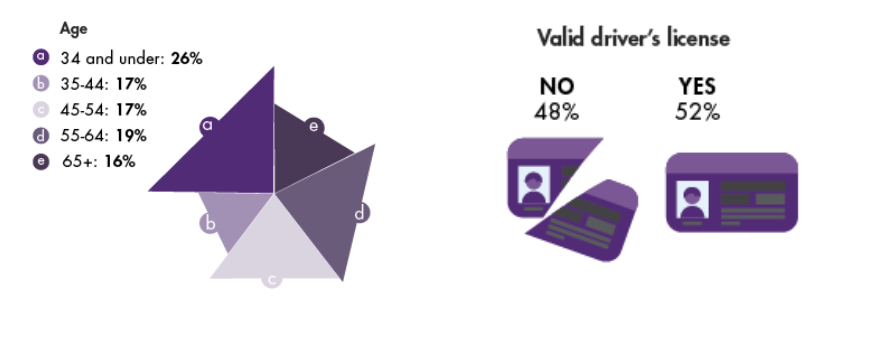 Age
a 34 and under: 26%
b 35-44: 17%
c 45-54: 17%
d 55-64: 19%
e 65+: 16%
a
e
d
b
c
Valid driver's license
NO YES
48% 52%